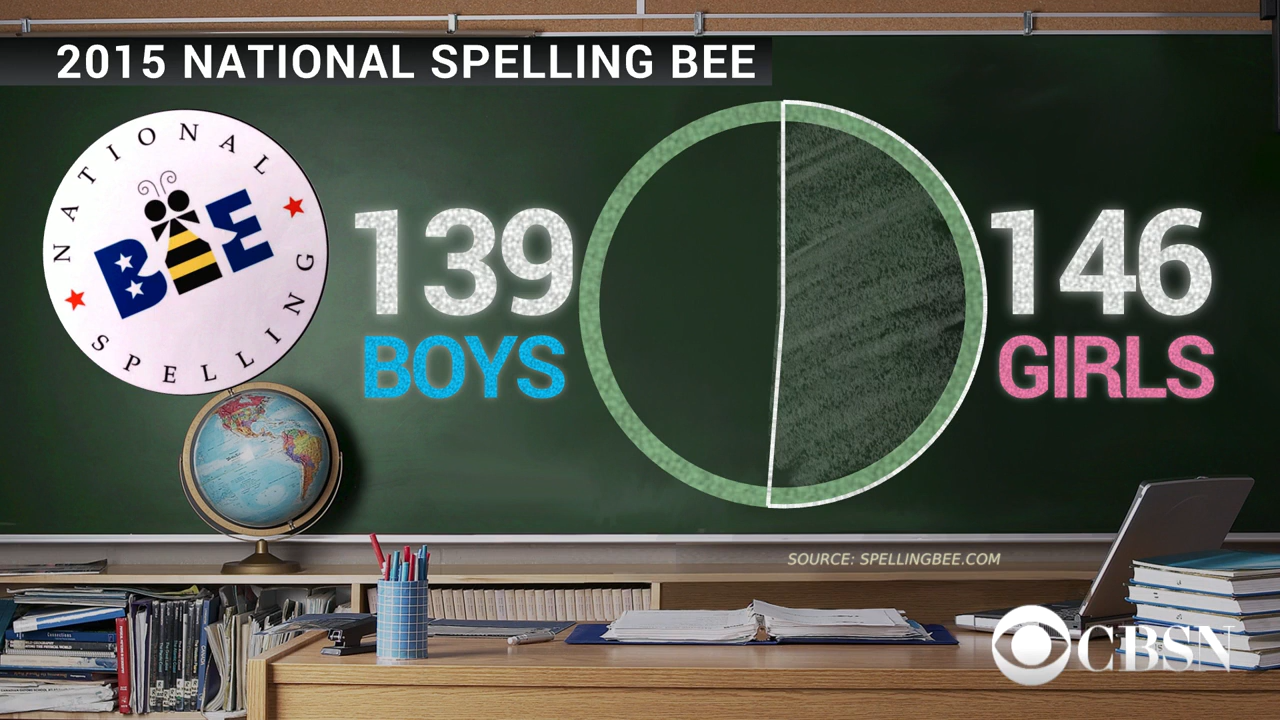 2015 NATIONAL SPELLING BEE
NATIONAL
BEE
SPELLING
139
BOYS
146
GIRLS
SOURCE: SPELLINGBEE.COM
CBSN